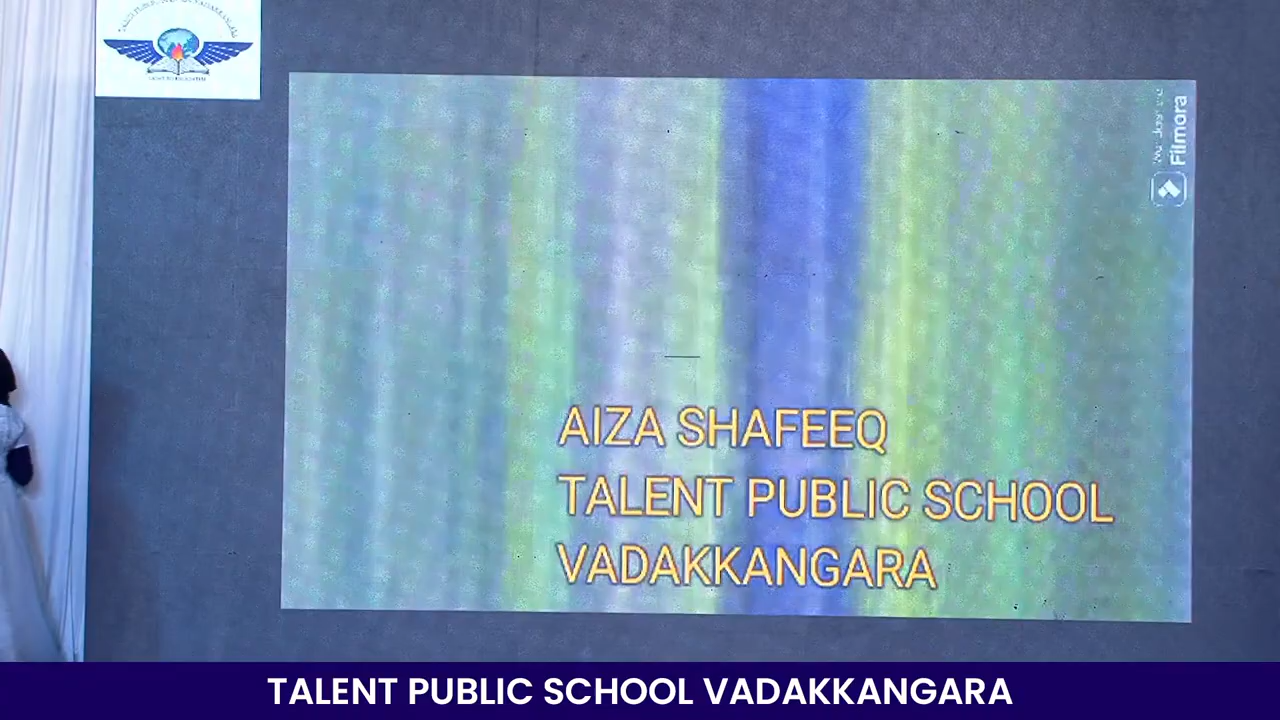 Filmora
AIZA SHAFEEQ
TALENT PUBLIC SCHOOL
VADAKKANGARA
TALENT PUBLIC SCHOOL VADAKKANGARA